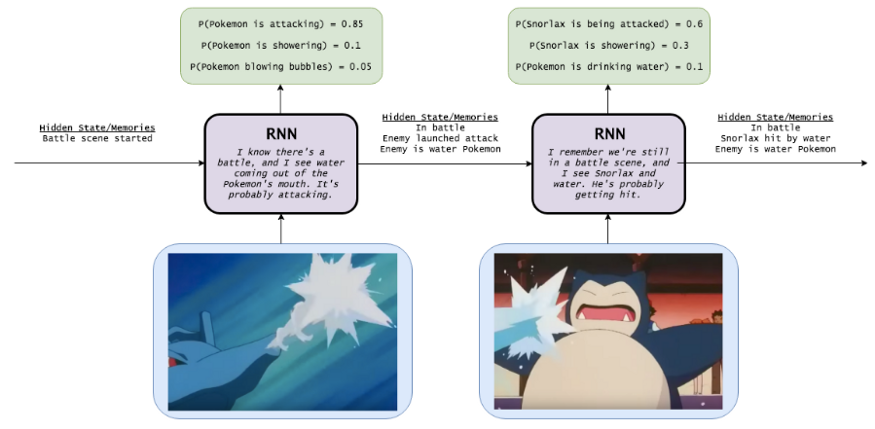 P(Pokemon is attacking) = 0.85
P(Pokemon is showering) = 0.1
P(Pokemon blowing bubbles) = 0.05
P(Snorlax is being attacked) = 0.6
P(Snorlax is showering) = 0.3
P(Pokemon is drinking water) = 0.1
Hidden State/Memories
Battle scene started
RNN
I know there's a
battle, and I see water
coming out of the
Pokemon's mouth. It's
probably attacking.
Hidden State/Memories
In battle
Enemy launched attack
Enemy is water Pokemon
RNN
I remember we're still
in a battle scene, and
I see Snorlax and
water. He's probably
getting hit.
Hidden State/Memories
In battle
Snorlax hit by water
Enemy is water Pokemon